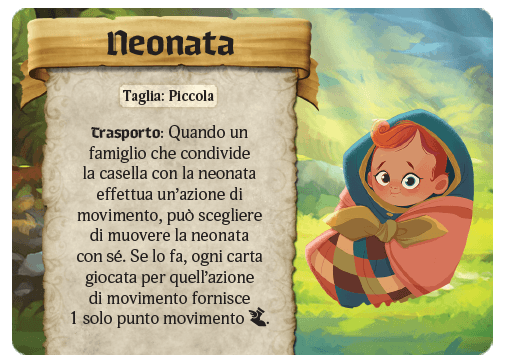 Neonata
Taglia: Piccola
Trasporto: Quando un
famiglio che condivide
la casella con la neonata
effettua un'azione di
movimento, può scegliere
di muovere la neonata
con sé. Se lo fa, ogni carta
giocata per quell'azione
di movimento fornisce
1 solo punto movimento.